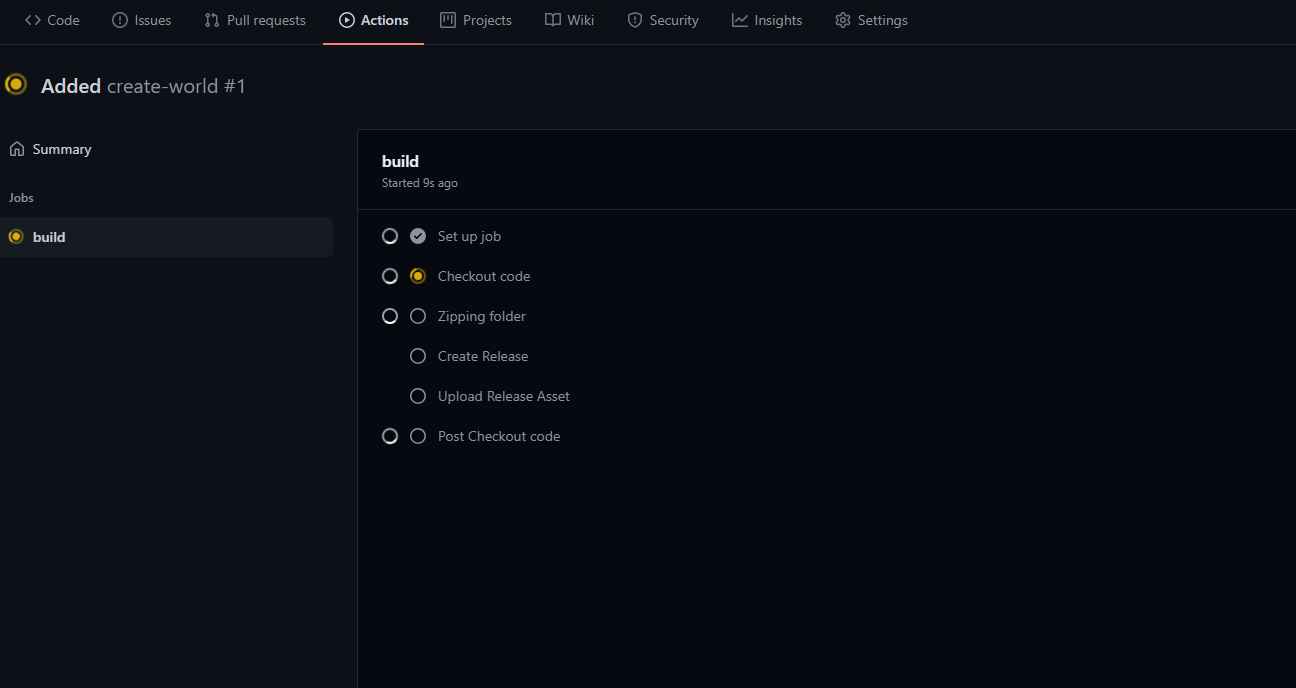 Code Issues Pull requests Actions Projects Wiki Security Insights Settings
Added create-world #1
Summary
Jobs
build
build
Started 9s ago
Set up job
Checkout code
Zipping folder
Create Release
Upload Release Asset
Post Checkout code